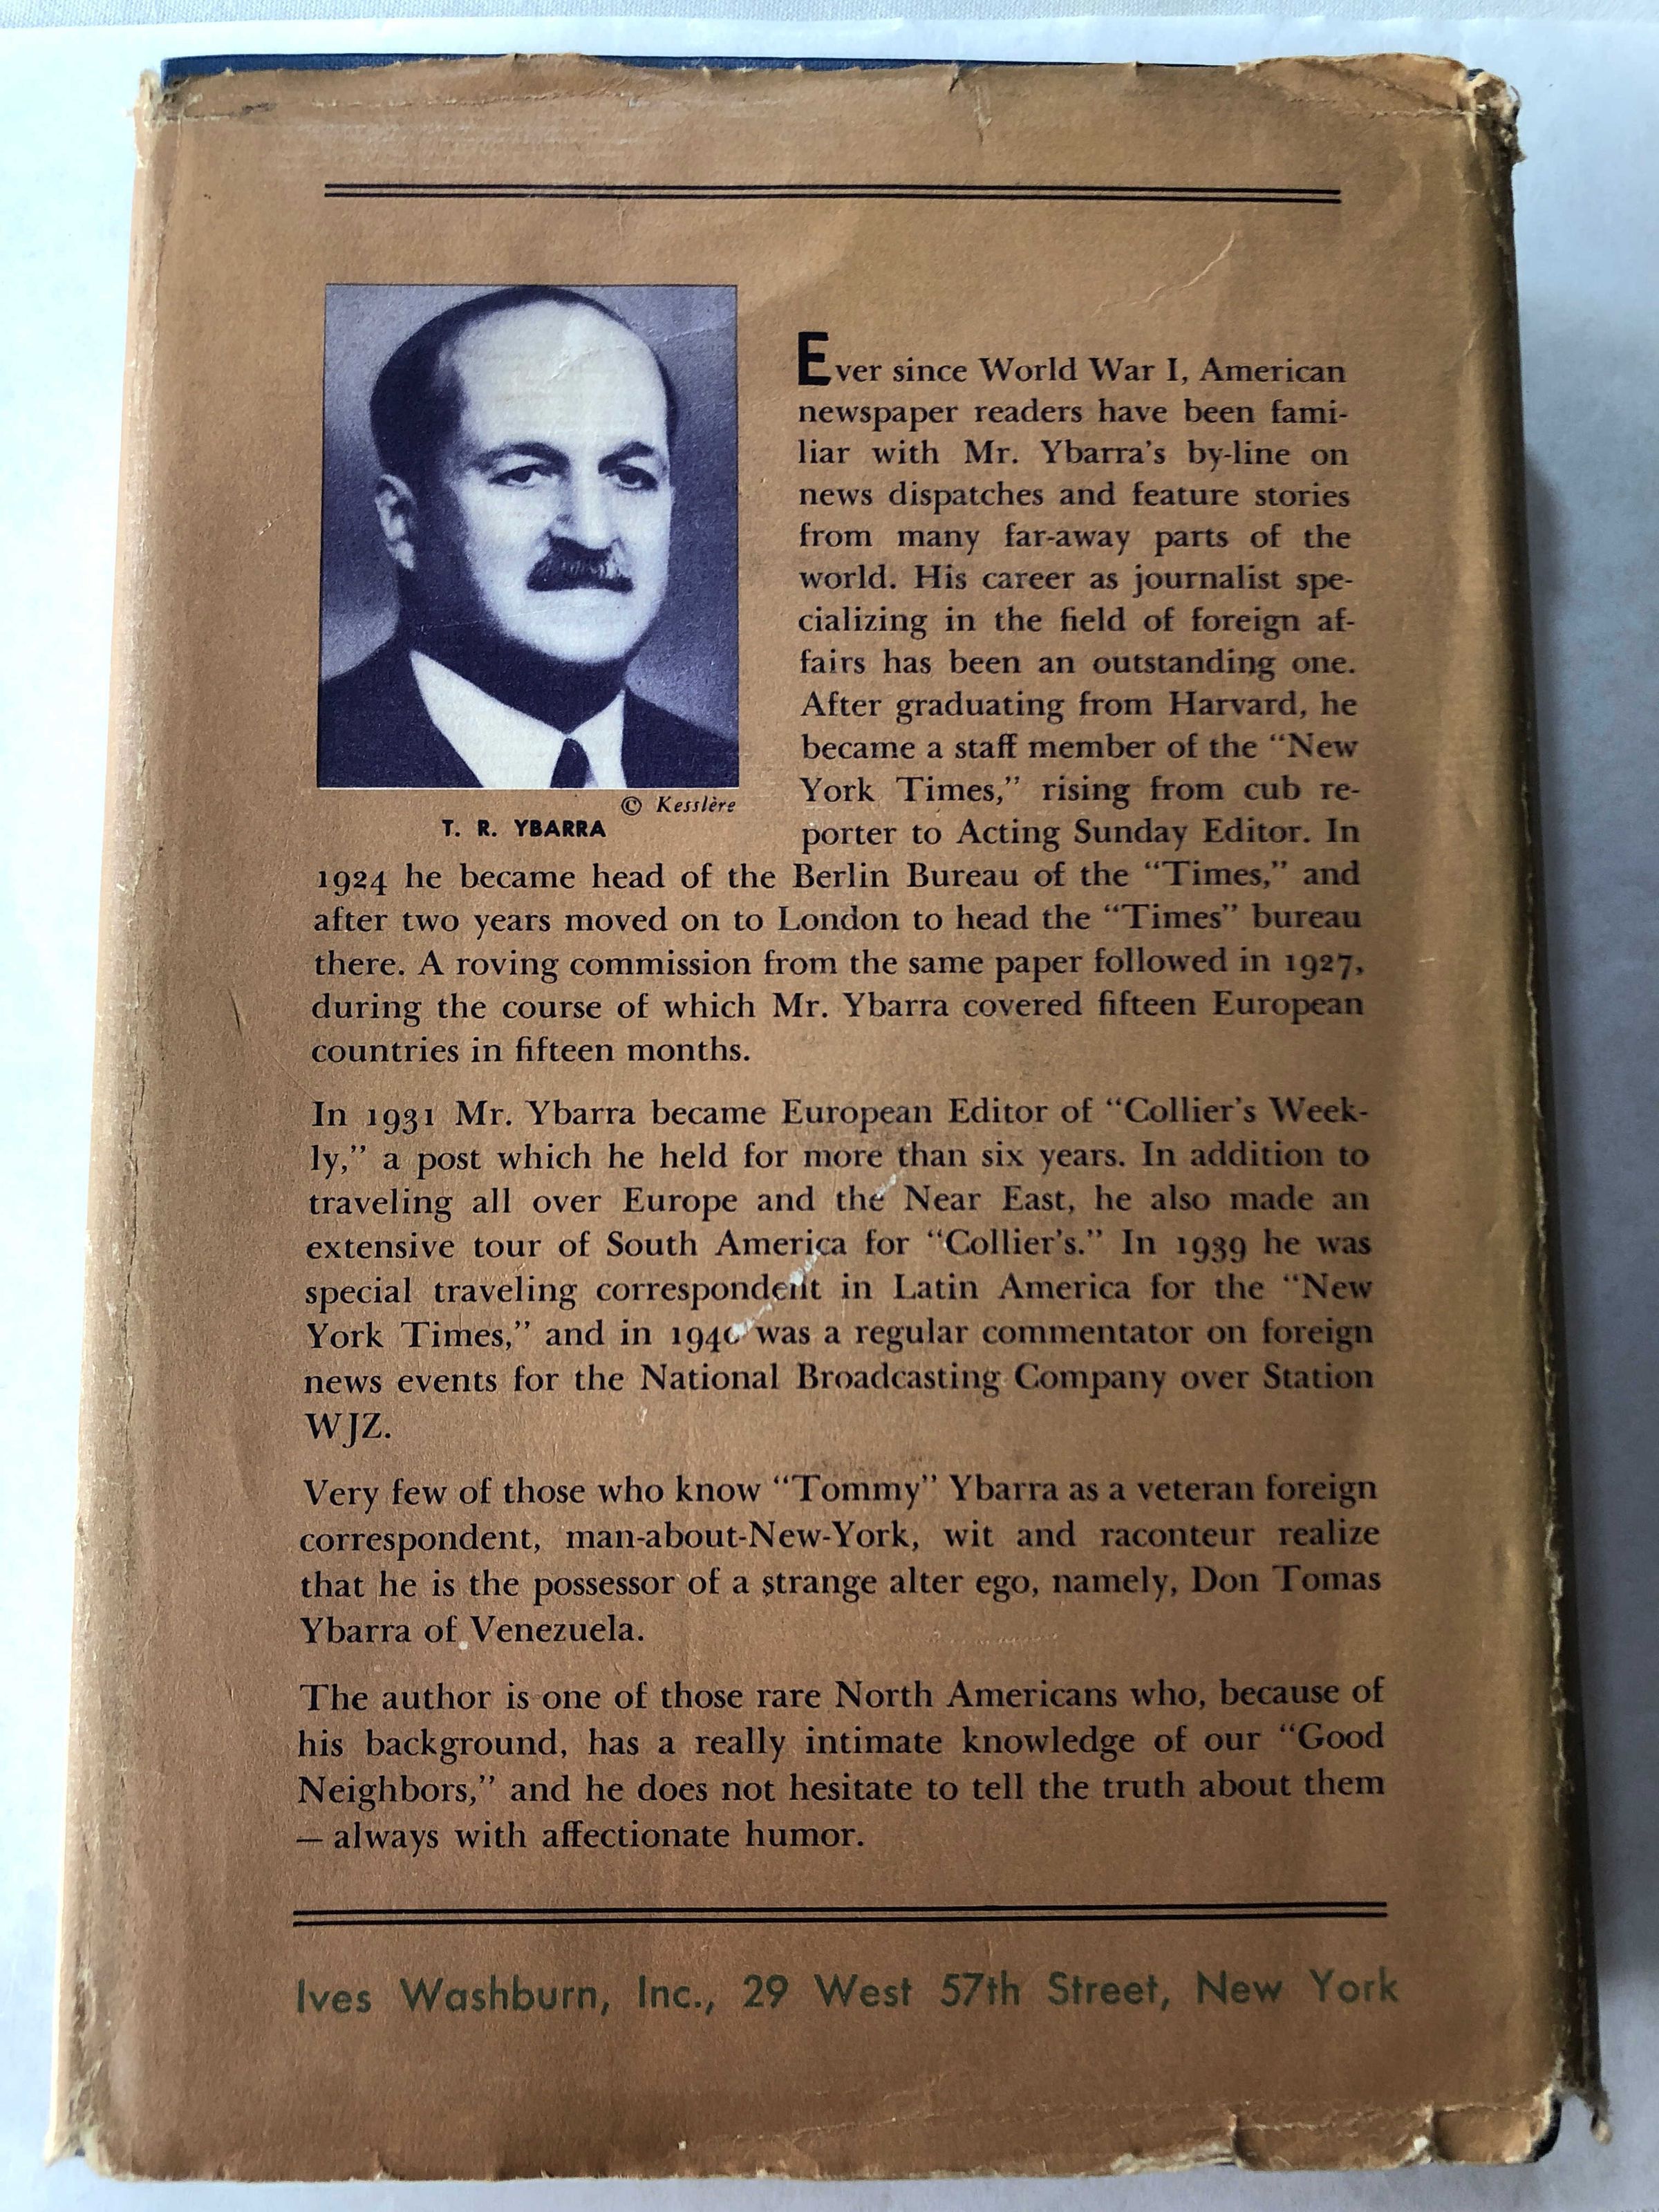 Ever since World War I, American
newspaper readers have been fami-
liar with Mr. Ybarra's by-line on
news dispatches and feature stories
from many far-away parts of the
world. His career as journalist spe-
cializing in the field of foreign af-
fairs has been an outstanding one.
After graduating from Harvard, he
became a staff member of the "New
York Times," rising from cub re-
porter to Acting Sunday Editor. In
© Kesslère
T. R. YBARRA
1924 he became head of the Berlin Bureau of the "Times," and
after two years moved on to London to head the "Times" bureau
there. A roving commission from the same paper followed in 1927,
during the course of which Mr. Ybarra covered fifteen European
countries in fifteen months.
In 1931 Mr. Ybarra became European Editor of "Collier's Week-
ly," a post which he held for more than six years. In addition to
traveling all over Europe and the Near East, he also made an
extensive tour of South America for "Collier's." In 1939 he was
special traveling correspondent in Latin America for the "New
York Times," and in 1940 was a regular commentator on foreign
news events for the National Broadcasting Company over Station
WJZ.
Very few of those who know "Tommy" Ybarra as a veteran foreign
correspondent, man-about-New-York, wit and raconteur realize
that he is the possessor of a strange alter ego, namely, Don Tomas
Ybarra of Venezuela.
The author is one of those rare North Americans who, because of
his background, has a really intimate knowledge of our "Good
Neighbors," and he does not hesitate to tell the truth about them
— always with affectionate humor.
Ives Washburn, Inc., 29 West 57th Street, New York